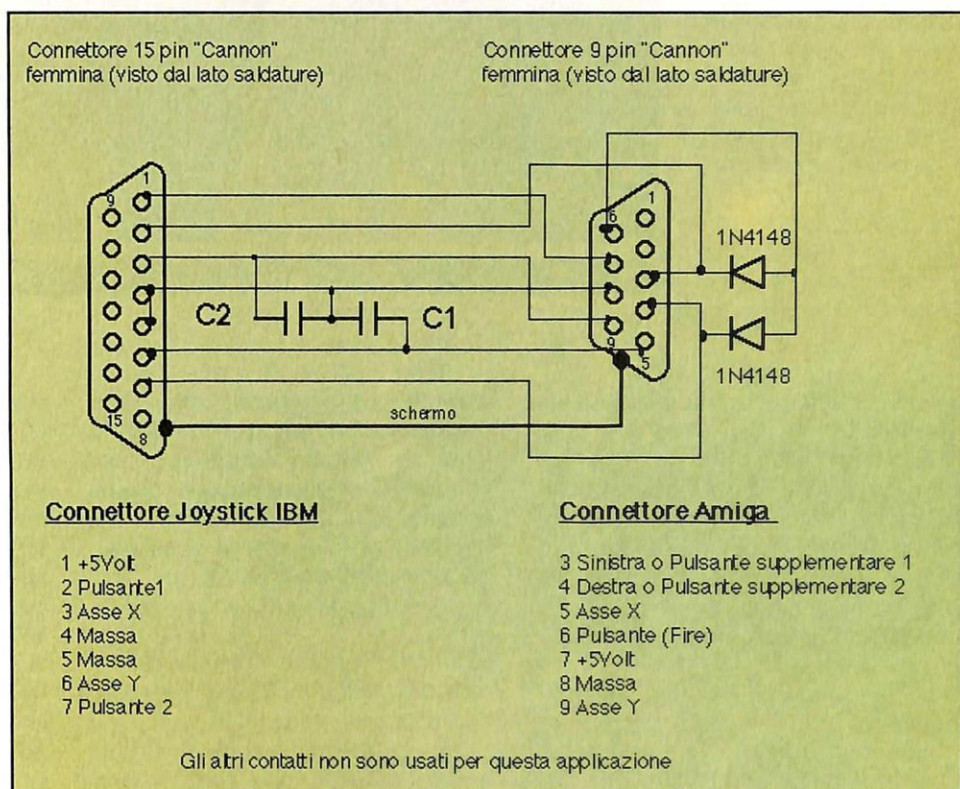 Connettore 15 pin "Cannon"
femmina (visto dal lato saldature)
Connettore 9 pin "Cannon"
femmina (visto dal lato saldature)
1
9
15
8
C2
C1
schermo
6
1
9
5
1N4148
1N4148
Connettore Joystick IBM
1 +5Volt
2 Pulsante1
3 Asse X
4 Massa
5 Massa
6 Asse Y
7 Pulsante 2
Connettore Amiga
3 Sinistra o Pulsante supplementare 1
4 Destra o Pulsante supplementare 2
5 Asse X
6 Pulsante (Fire)
7 +5Volt
8 Massa
9 Asse Y
Gli altri contatti non sono usati per questa applicazione